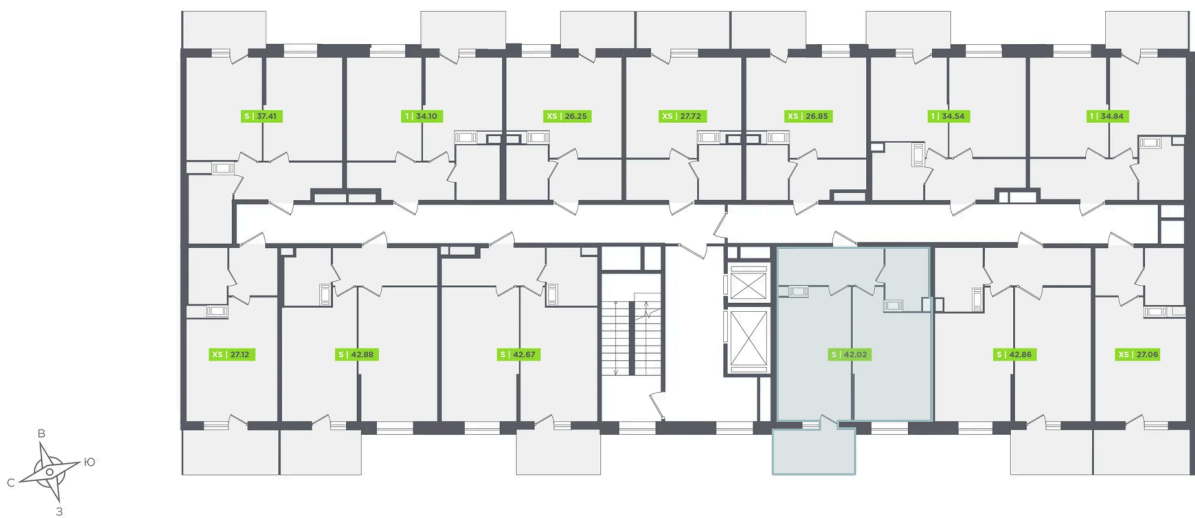 S | 37.41
1 | 34.10
XS | 26.25
XS | 27.72
XS | 26.85
1 | 34.54
1 | 34.84
XS | 27.12
S | 42.88
S | 42.67
S | 42.02
S | 42.86
XS | 27.06
В
Ю
С
З